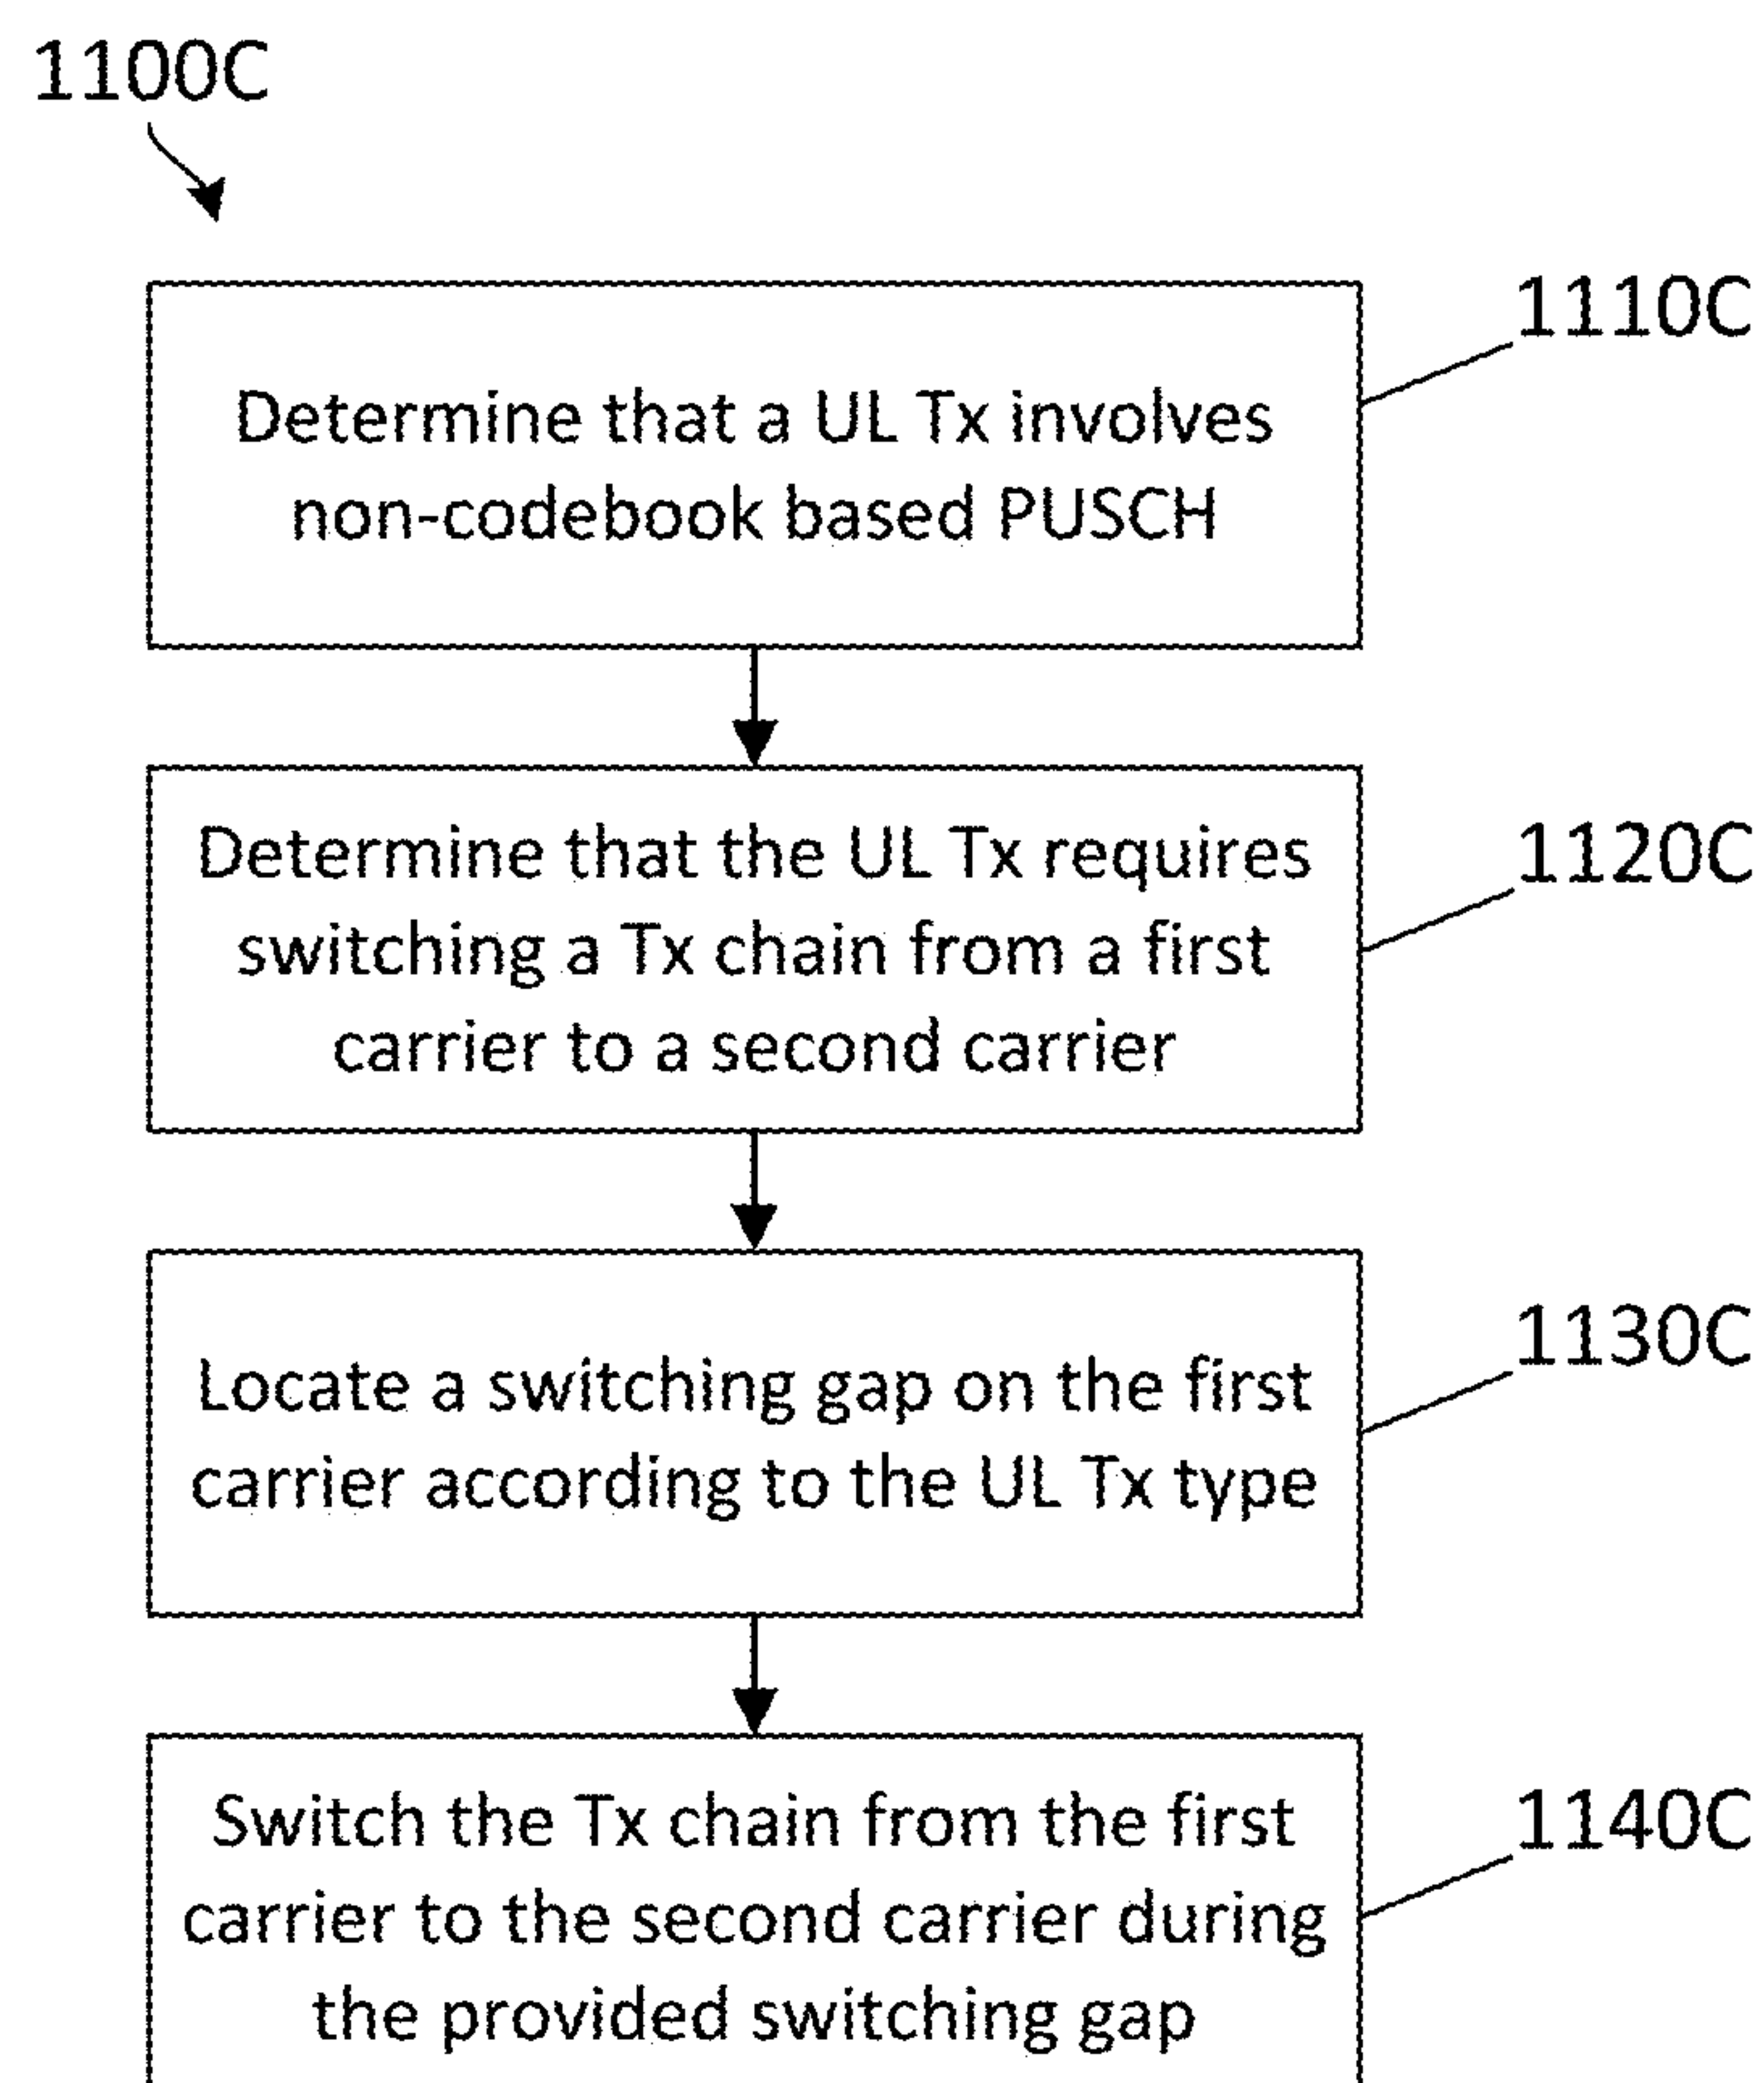 1100C
1110C
Determine that a UL Tx involves
non-codebook based PUSCH
1120C
Determine that the UL Tx requires
switching a Tx chain from a first
carrier to a second carrier
1130C
Locate a switching gap on the first
carrier according to the UL Tx type
1140C
Switch the Tx chain from the first
carrier to the second carrier during
the provided switching gap